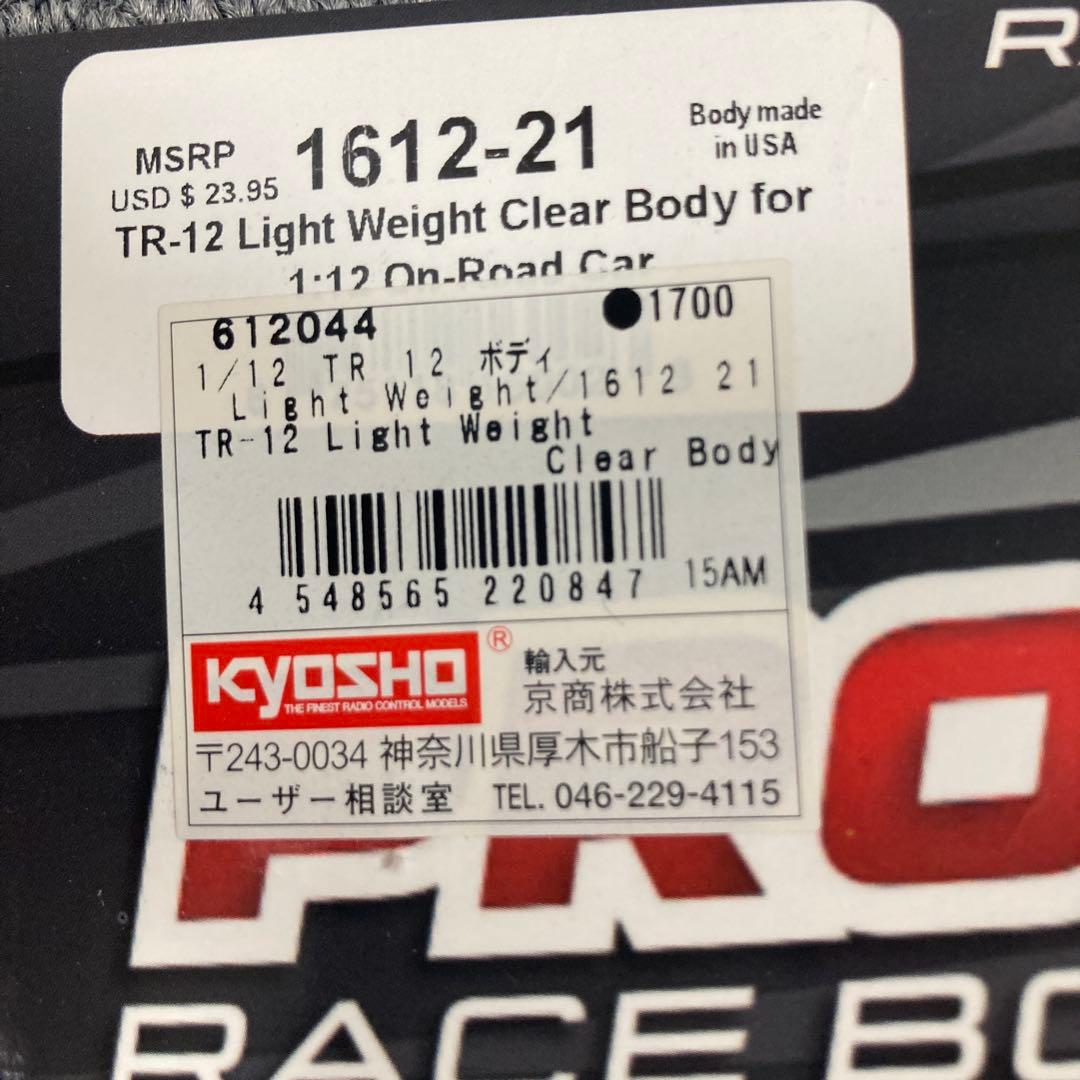 MSRP 1612-21 Body made
USD $ 23.95 in USA
TR-12 Light Weight Clear Body for
1:12 On-Road Car
612044 ●1700
1/12 TR 12 ボディ
Light Weight/1612 21
TR-12 Light Weight
Clear Body
4 548565 220847 15AM
KYOSHO ® 輸入元
THE FINEST RADIO CONTROL MODELS 京商株式会社
〒243-0034 神奈川県厚木市船子153
ユーザー相談室 TEL. 046-229-4115
PRO
RACE BO